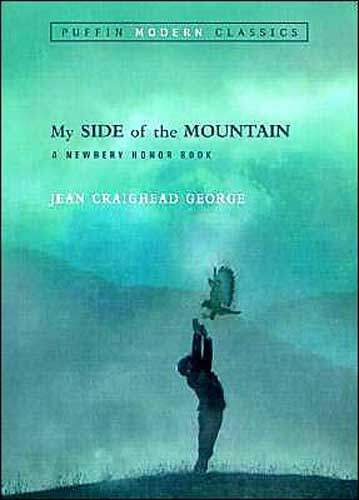 PUFFIN MODERN CLASSICS
My SIDE of the MOUNTAIN
A NEWBERY HONOR BOOK
JEAN CRAIGHEAD GEORGE